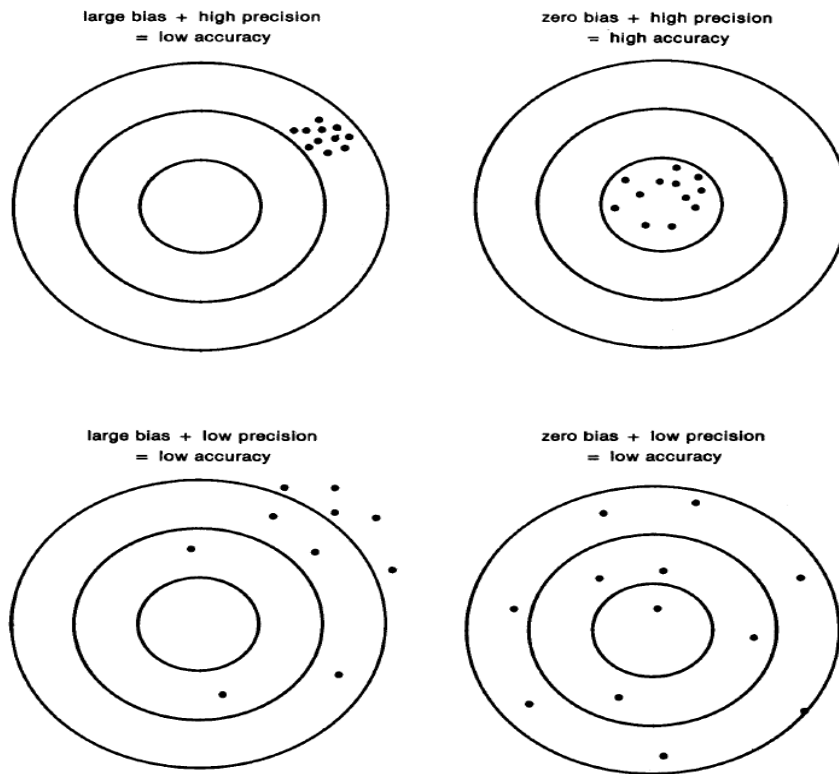 large bias + high precision
= low accuracy
zero bias + high precision
= high accuracy
large bias + low precision
= low accuracy
zero bias + low precision
= low accuracy